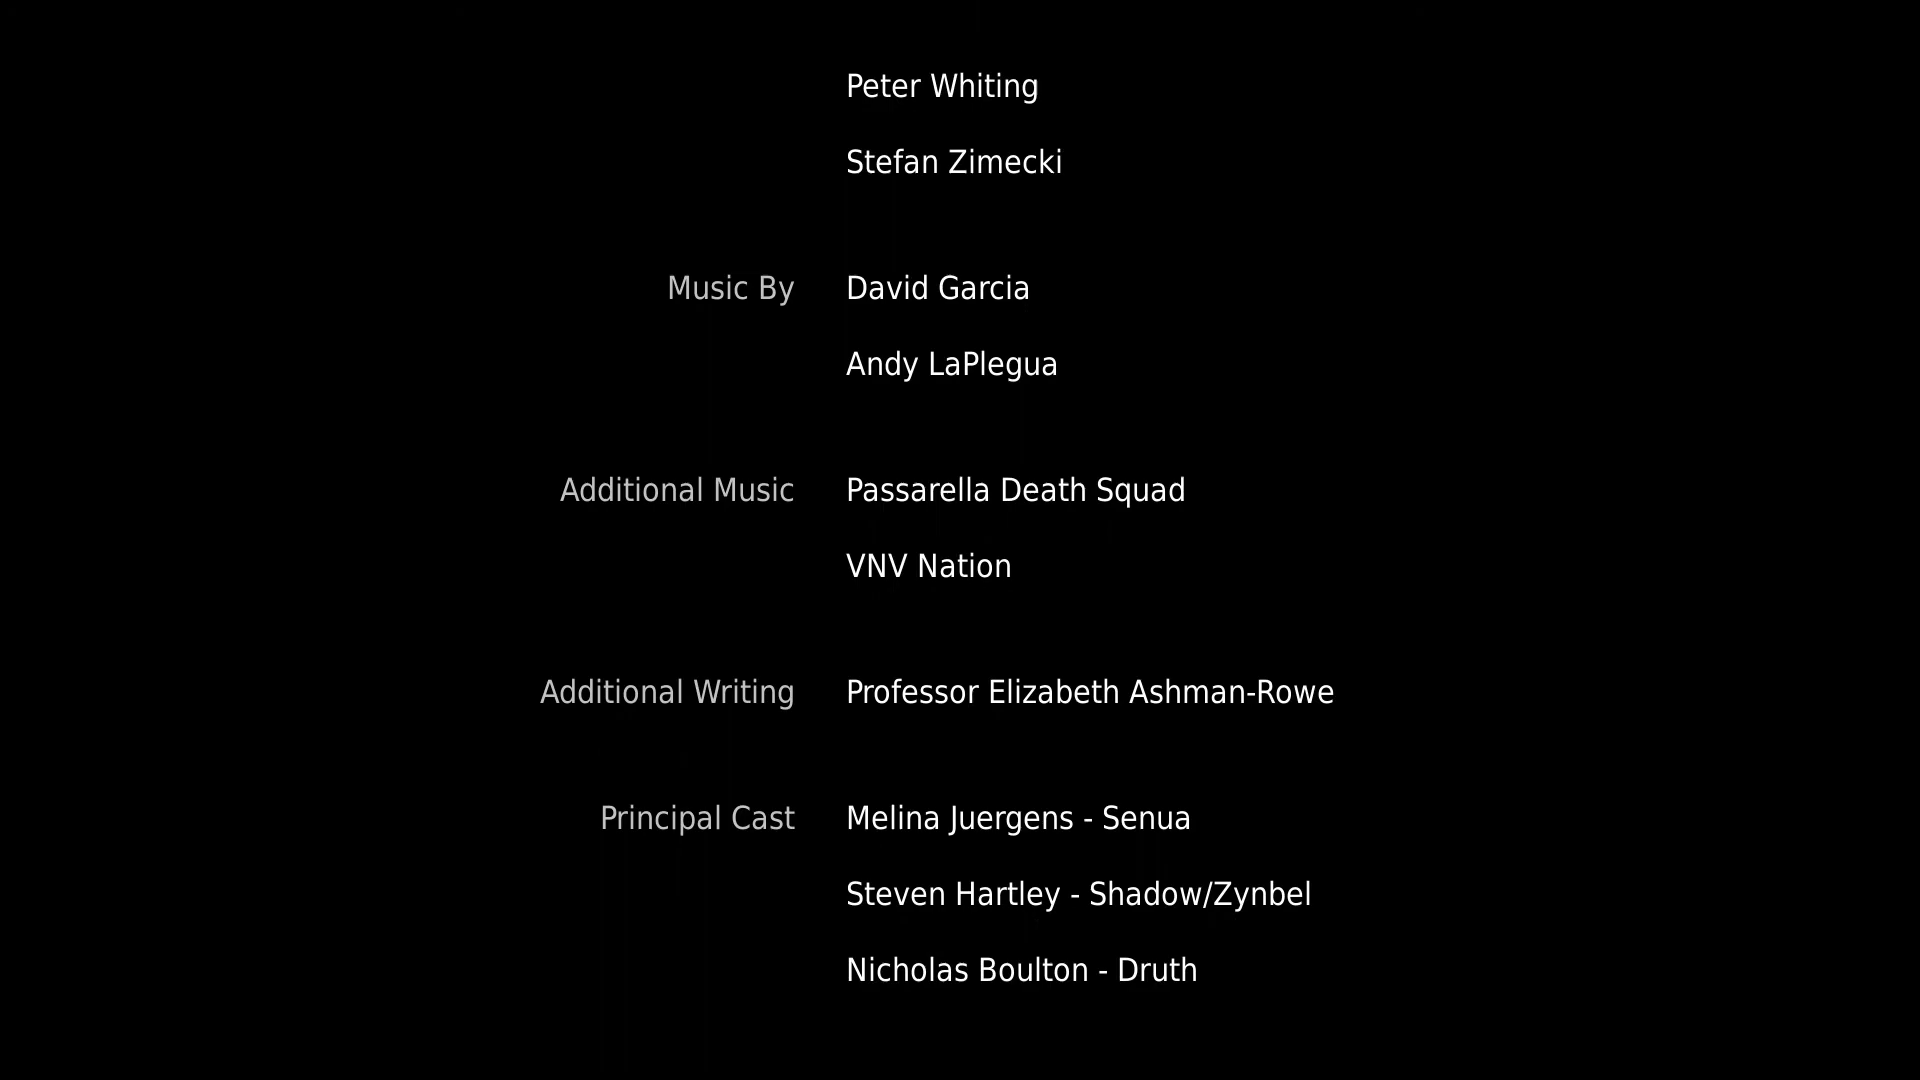 Peter Whiting
Stefan Zimecki
Music By David Garcia
Andy LaPlegua
Additional Music Passarella Death Squad
VNV Nation
Additional Writing Professor Elizabeth Ashman-Rowe
Principal Cast Melina Juergens - Senua
Steven Hartley - Shadow/Zynbel
Nicholas Boulton - Druth